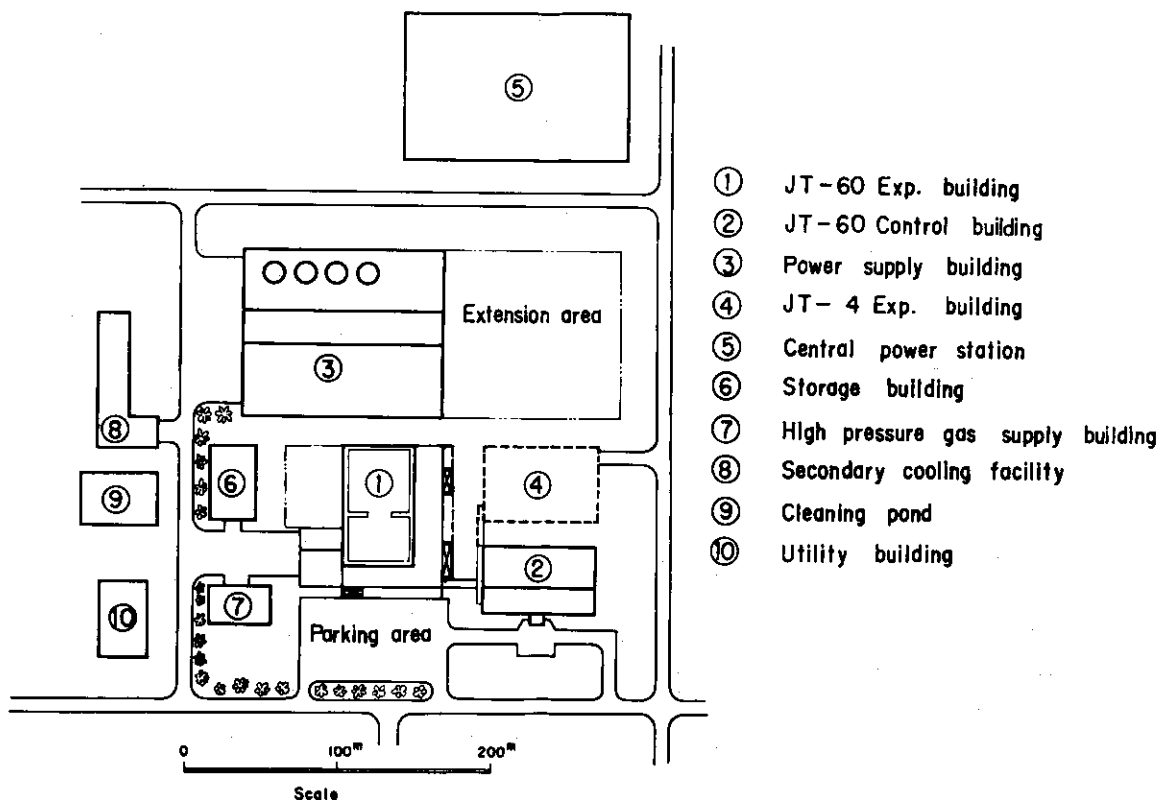 ⑤
① JT-60 Exp. building
② JT-60 Control building
③ Power supply building
④ JT-4 Exp. building
⑤ Central power station
⑥ Storage building
⑦ High pressure gas supply building
⑧ Secondary cooling facility
⑨ Cleaning pond
⑩ Utility building
Extension area
③
⑧
⑥
①
④
⑨
②
⑦
⑩
Parking area
0 100m 200m
Scale